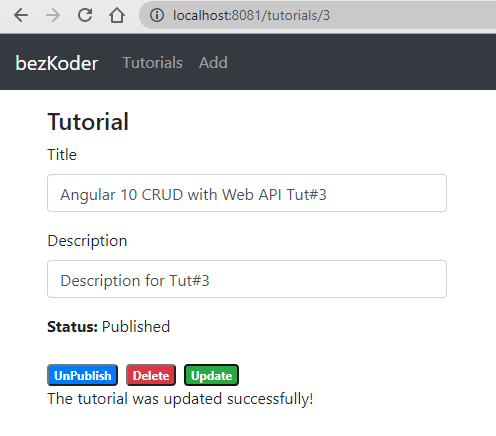 localhost:8081/tutorials/3
bezKoder Tutorials Add
Tutorial
Title
Angular 10 CRUD with Web API Tut#3
Description
Description for Tut#3
Status: Published
UnPublish Delete Update
The tutorial was updated successfully!